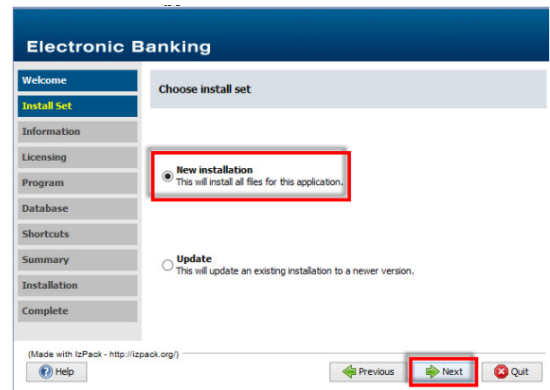 Electronic Banking
Welcome
Choose install set
Install Set
Information
Licensing
New installation
This will install all files for this application.
Program
Database
Shortcuts
Summary
Update
This will update an existing installation to a newer version.
Installation
Complete
(Made with IzPack - http://izpack.org/)
Help
Previous
Next
Quit